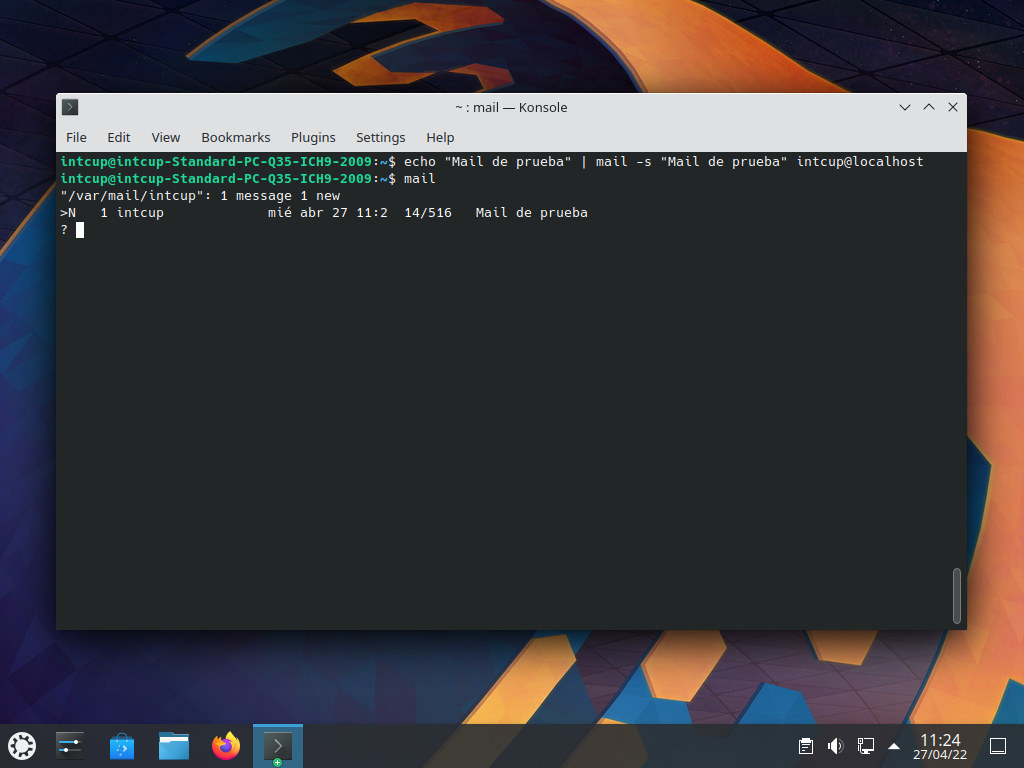 ~ : mail — Konsole
File Edit View Bookmarks Plugins Settings Help
intcup@intcup-Standard-PC-Q35-ICH9-2009:~$ echo "Mail de prueba" | mail -s "Mail de prueba" intcup@localhost
intcup@intcup-Standard-PC-Q35-ICH9-2009:~$ mail
"/var/mail/intcup": 1 message 1 new
>N   1 intcup             mié abr 27 11:2  14/516   Mail de prueba
?
11:24
27/04/22